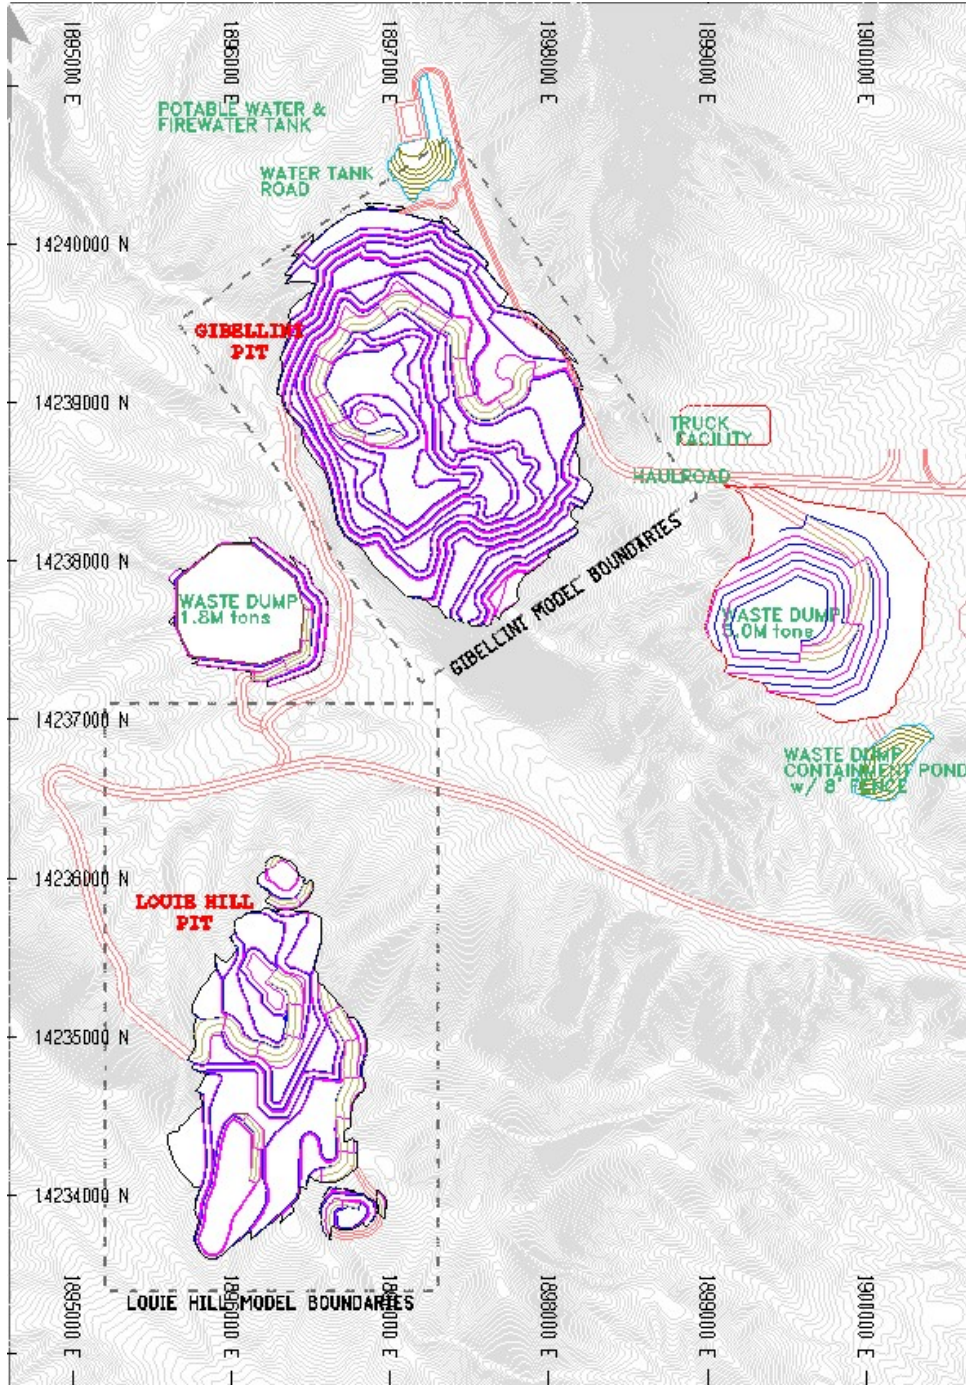 1895000 E
1896000 E
1897000 E
1898000 E
1899000 E
1900000 E
POTABLE WATER &
FIREWATER TANK
WATER TANK
ROAD
14240000 N
GIBELLINI
PIT
14239000 N
TRUCK
FACILITY
HAULROAD
14238000 N
GIBELLINI MODEL BOUNDARIES
WASTE DUMP
1.8M tons
WASTE DUMP
.0M tons
14237000 N
WASTE DUMP
CONTAINMENT POND
w/ 8' FENCE
14236000 N
LOUIE HILL
PIT
14235000 N
14234000 N
LOUIE HILL MODEL BOUNDARIES
1895000 E
1896000 E
1897000 E
1898000 E
1899000 E
1900000 E